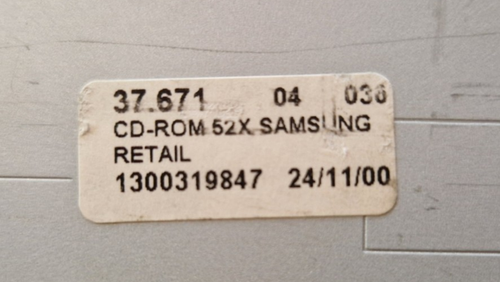 37.671 04 036
CD-ROM 52X SAMSUNG
RETAIL
1300319847 24/11/00